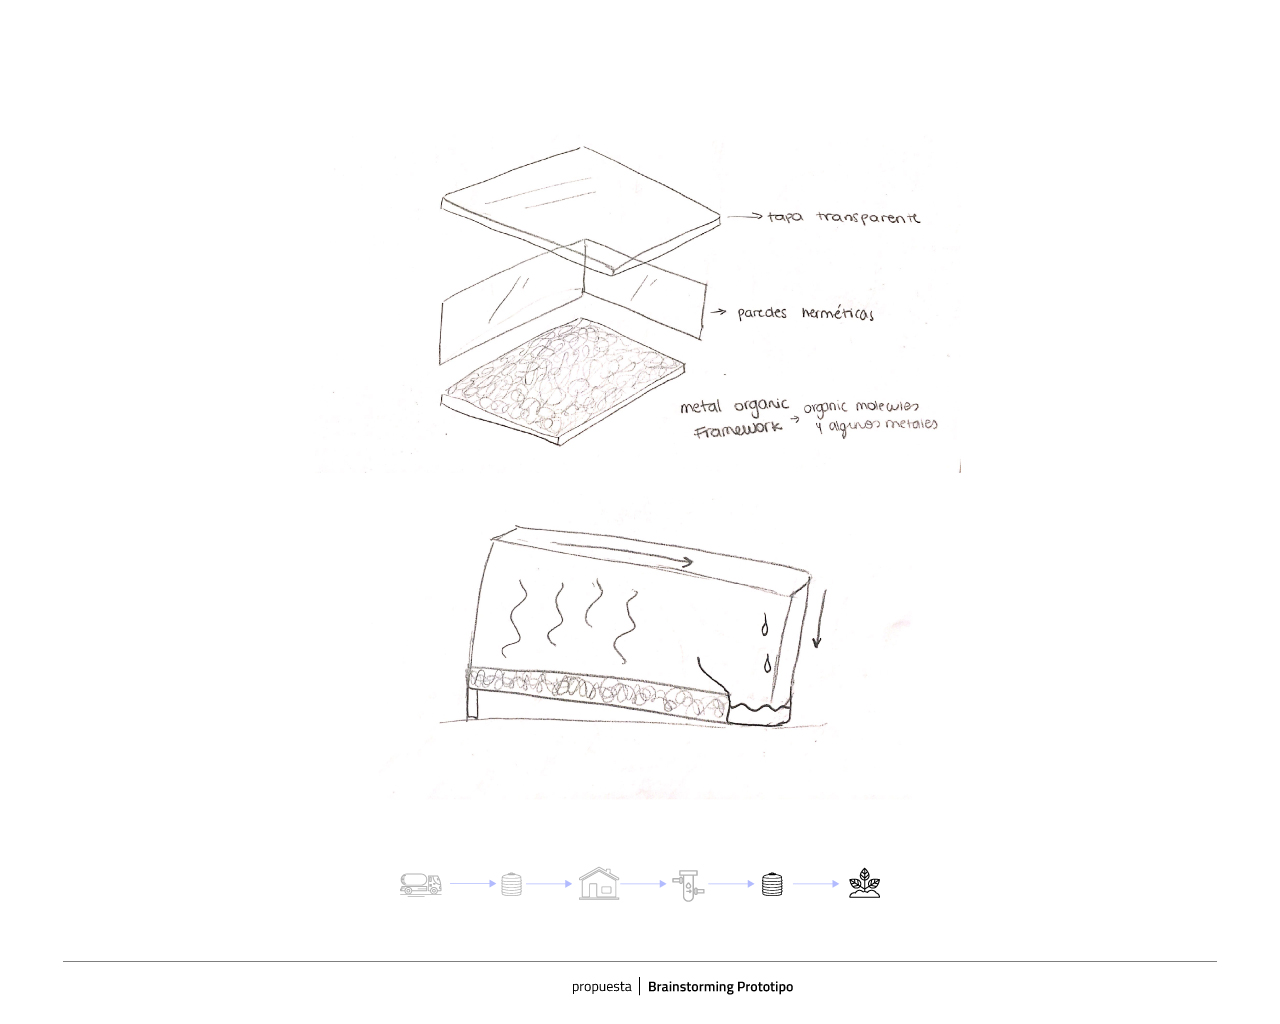 tapa transparente
paredes herméticas
metal organic
Framework
organic molecules
y algunos metales
propuesta | Brainstorming Prototipo